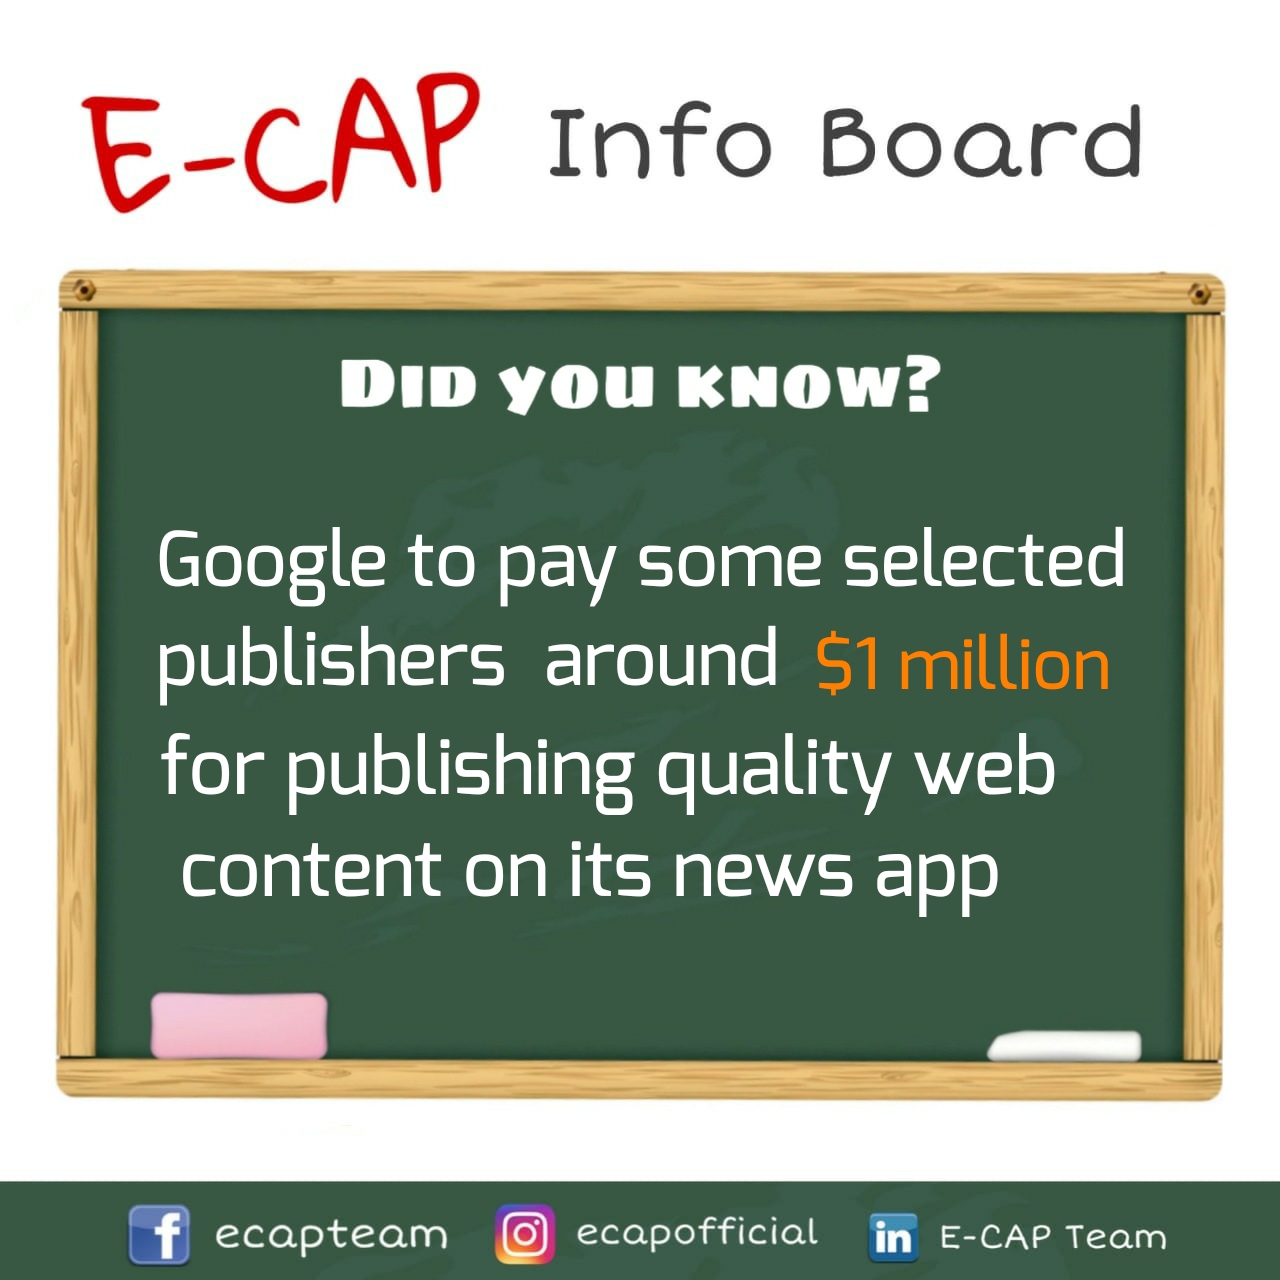 E-CAP Info Board
Did you know?
Google to pay some selected
publishers around $1 million
for publishing quality web
content on its news app
ecapteam ecapofficial E-CAP Team